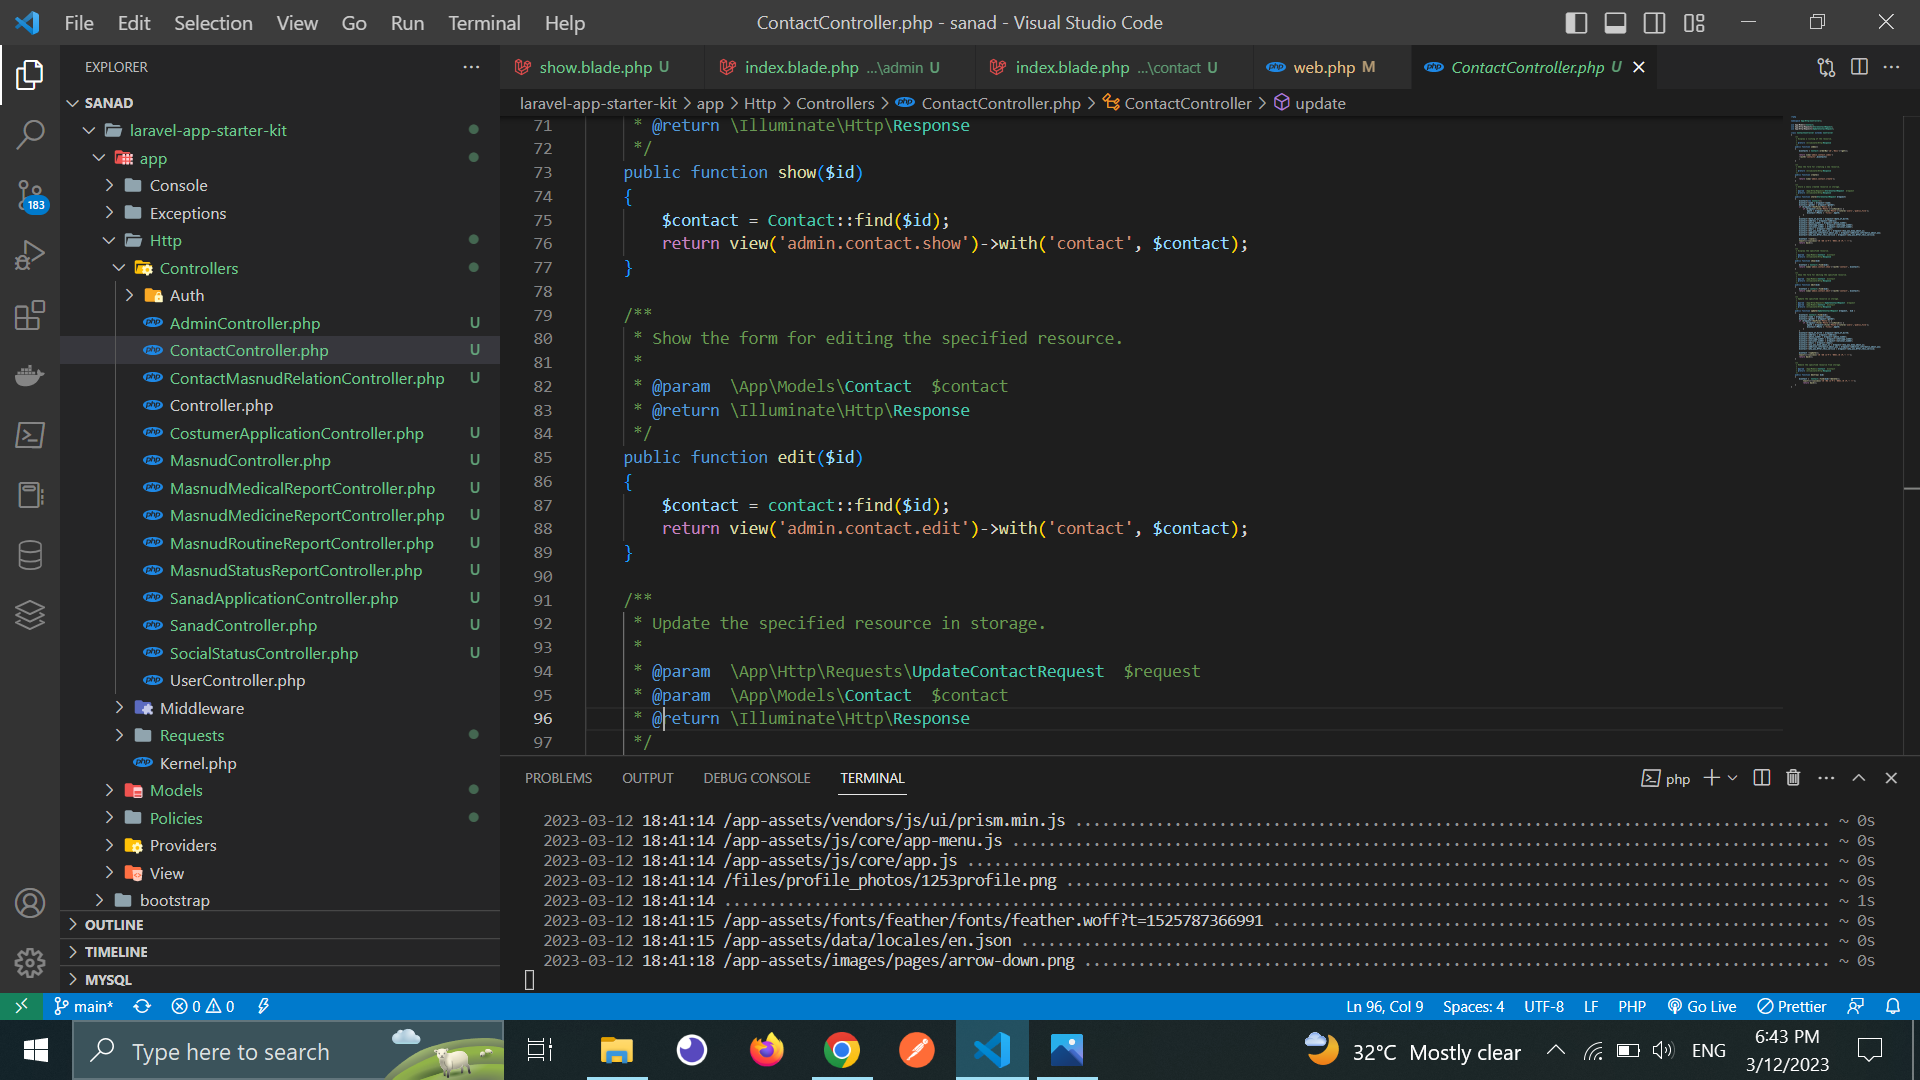 File Edit Selection View Go Run Terminal Help
ContactController.php - sanad - Visual Studio Code
EXPLORER
SANAD
laravel-app-starter-kit
app
Console
Exceptions
Http
Controllers
Auth
AdminController.php U
ContactController.php U
ContactMasnudRelationController.php U
Controller.php
CostumerApplicationController.php U
MasnudController.php U
MasnudMedicalReportController.php U
MasnudMedicineReportController.php U
MasnudRoutineReportController.php U
MasnudStatusReportController.php U
SanadApplicationController.php U
SanadController.php U
SocialStatusController.php U
UserController.php
Middleware
Requests
Kernel.php
Models
Policies
Providers
View
bootstrap
OUTLINE
TIMELINE
MYSQL
183
show.blade.php U
index.blade.php ...\admin U
index.blade.php ...\contact U
web.php M
ContactController.php U
laravel-app-starter-kit > app > Http > Controllers > ContactController.php > ContactController > update
71 * @return \Illuminate\Http\Response
72 */
73 public function show($id)
74 {
75 $contact = Contact::find($id);
76 return view('admin.contact.show')->with('contact', $contact);
77 }
78
79 /**
80 * Show the form for editing the specified resource.
81 *
82 * @param \App\Models\Contact $contact
83 * @return \Illuminate\Http\Response
84 */
85 public function edit($id)
86 {
87 $contact = contact::find($id);
88 return view('admin.contact.edit')->with('contact', $contact);
89 }
90
91 /**
92 * Update the specified resource in storage.
93 *
94 * @param \App\Http\Requests\UpdateContactRequest $request
95 * @param \App\Models\Contact $contact
96 * @return \Illuminate\Http\Response
97 */
PROBLEMS OUTPUT DEBUG CONSOLE TERMINAL
php
2023-03-12 18:41:14 /app-assets/vendors/js/ui/prism.min.js ~ 0s
2023-03-12 18:41:14 /app-assets/js/core/app-menu.js ~ 0s
2023-03-12 18:41:14 /app-assets/js/core/app.js ~ 0s
2023-03-12 18:41:14 /files/profile_photos/1253profile.png ~ 0s
2023-03-12 18:41:14 ~ 1s
2023-03-12 18:41:15 /app-assets/fonts/feather/fonts/feather.woff?t=1525787366991 ~ 0s
2023-03-12 18:41:15 /app-assets/data/locales/en.json ~ 0s
2023-03-12 18:41:18 /app-assets/images/pages/arrow-down.png ~ 0s
main* 0 0
Ln 96, Col 9 Spaces: 4 UTF-8 LF PHP Go Live Prettier
Type here to search
32°C Mostly clear
ENG
6:43 PM
3/12/2023